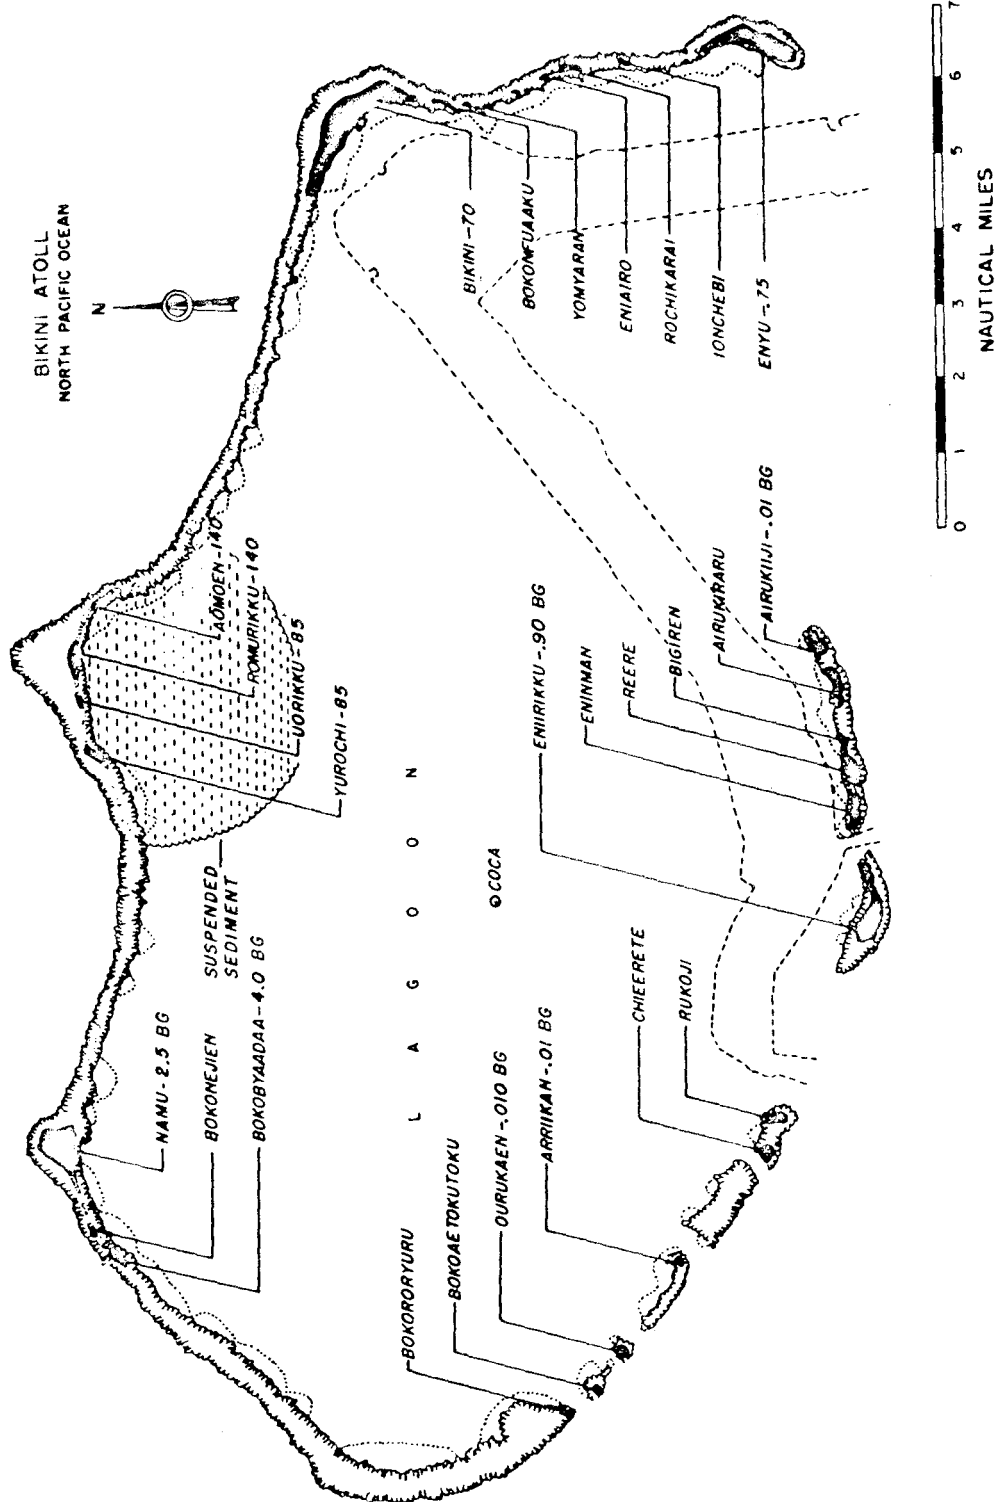 BIKINI ATOLL
NORTH PACIFIC OCEAN
N
NAMU-2.5 BG
BOKONEJIEN
BOKOBYAADAA-4.0 BG
SUSPENDED
SEDIMENT
YUROCHI-85
UORIKKU-85
ROMURIKKU-140
AOMOEN-140
BIKINI-70
BOKONFUAAKU
YOMYARAN
ENIAIRO
ROCHIKARAI
IONCHEBI
ENYU-.75
LAGOON
COCA
BOKORORYURU
BOKOAETOKUTOKU
OURUKAEN-.010 BG
ARRIIKAN-.01 BG
CHIEERETE
RUKOJI
ENIIRIKKU-.90 BG
ENINMAN
REERE
BIGIREN
AIRUKIRARU
AIRUKIIJI-.01 BG
0 1 2 3 4 5 6 7
NAUTICAL MILES